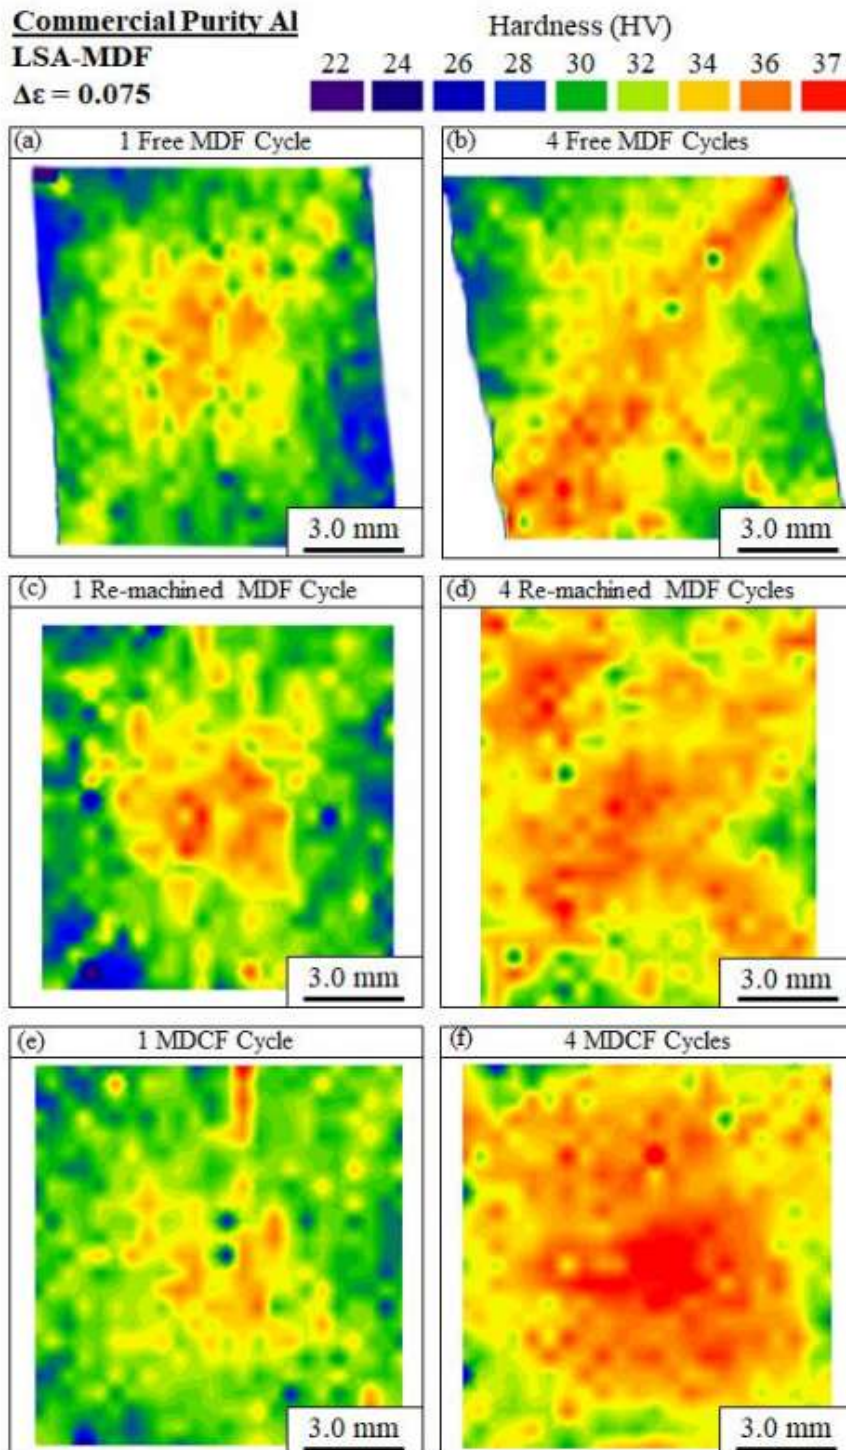 Commercial Purity Al
LSA-MDF
Δε = 0.075
Hardness (HV)
22 24 26 28 30 32 34 36 37
(a) 1 Free MDF Cycle
3.0 mm
(b) 4 Free MDF Cycles
3.0 mm
(c) 1 Re-machined MDF Cycle
3.0 mm
(d) 4 Re-machined MDF Cycles
3.0 mm
(e) 1 MDCF Cycle
3.0 mm
(f) 4 MDCF Cycles
3.0 mm